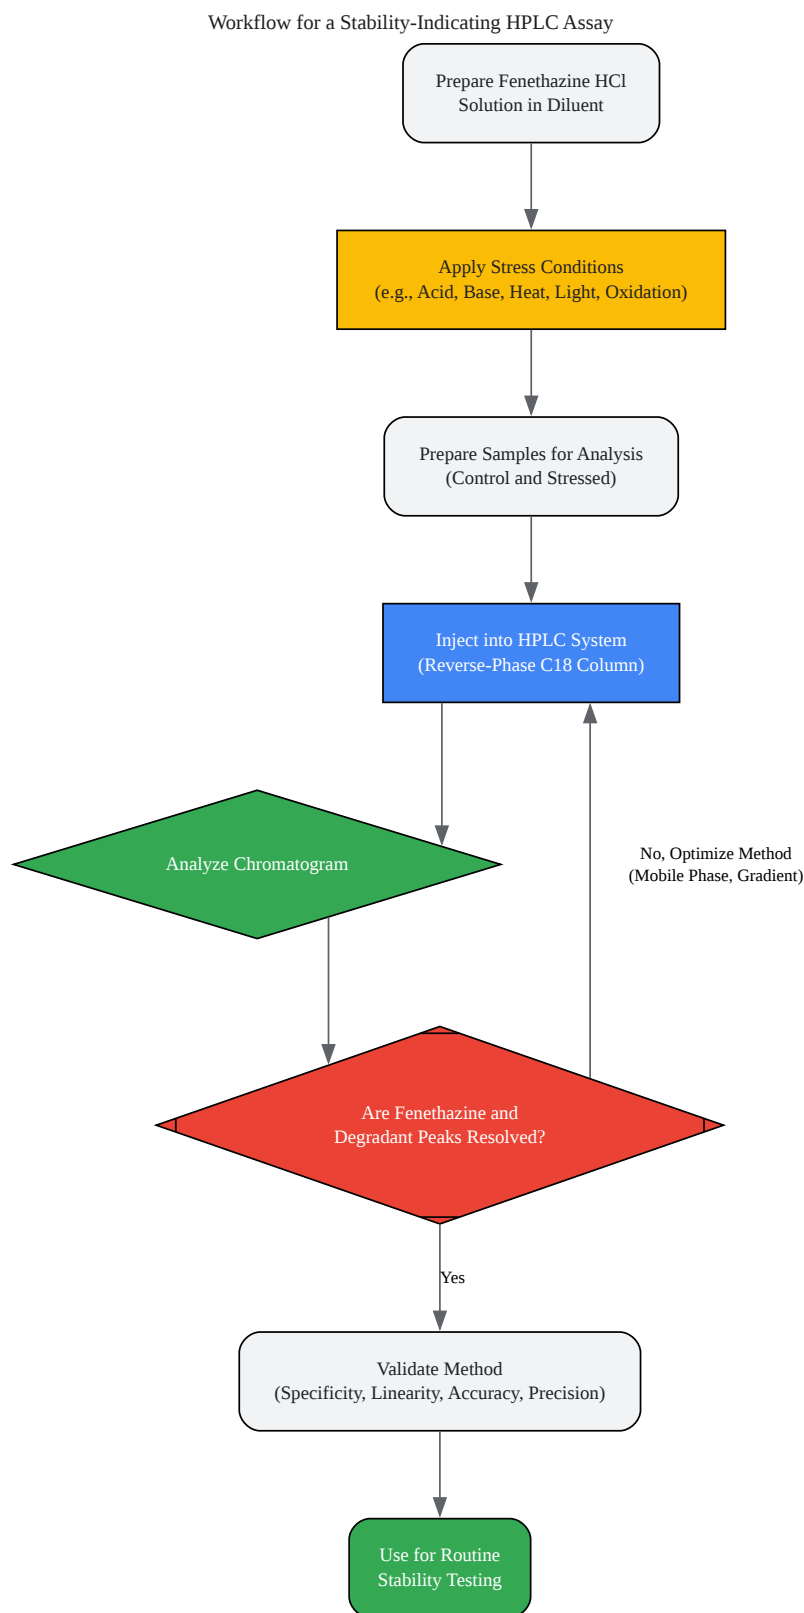 Workflow for a Stability-Indicating HPLC Assay
Prepare Fenethazine HCl
Solution in Diluent
Apply Stress Conditions
(e.g., Acid, Base, Heat, Light, Oxidation)
Prepare Samples for Analysis
(Control and Stressed)
Inject into HPLC System
(Reverse-Phase C18 Column)
Analyze Chromatogram
No, Optimize Method
(Mobile Phase, Gradient)
Are Fenethazine and
Degradant Peaks Resolved?
Yes
Validate Method
(Specificity, Linearity, Accuracy, Precision)
Use for Routine
Stability Testing